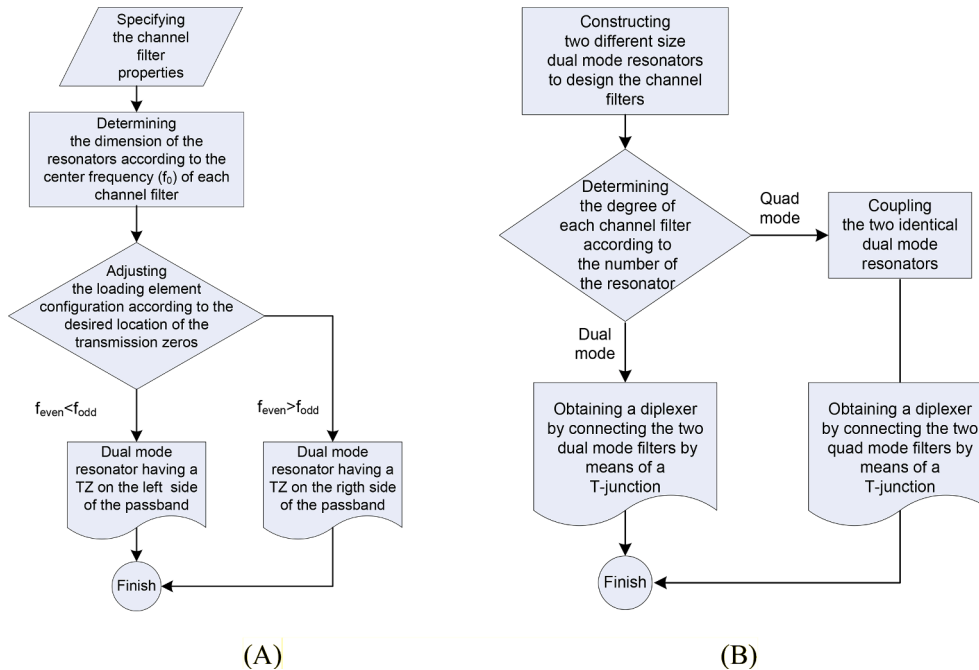 Specifying
the channel
filter
properties
Determining
the dimension of the
resonators according to the
center frequency (f₀) of each
channel filter
Adjusting
the loading element
configuration according to the
desired location of the
transmission zeros
f_even<f_odd
f_even>f_odd
Dual mode
resonator having a
TZ on the left side
of the passband
Dual mode
resonator having a
TZ on the rigth side
of the passband
Finish
(A)
Constructing
two different size
dual mode resonators
to design the channel
filters
Determining
the degree of
each channel filter
according to
the number of
the resonator
Quad
mode
Coupling
the two identical
dual mode
resonators
Dual
mode
Obtaining a diplexer
by connecting the two
dual mode filters by
means of a
T-junction
Obtaining a diplexer
by connecting the two
quad mode filters by
means of a
T-junction
Finish
(B)